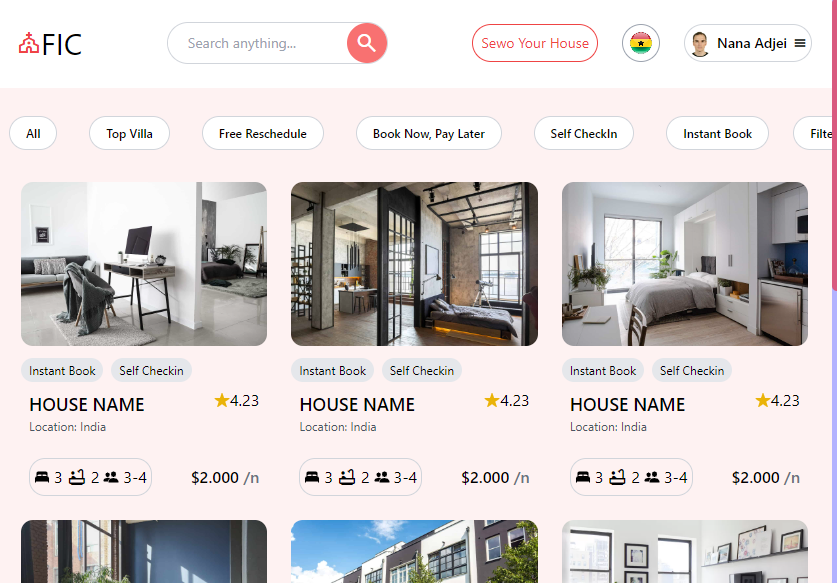 FIC
Search anything...
Sewo Your House
Nana Adjei
All
Top Villa
Free Reschedule
Book Now, Pay Later
Self CheckIn
Instant Book
Filte
Instant Book Self Checkin
HOUSE NAME 4.23
Location: India
3 2 3-4 $2.000 /n
Instant Book Self Checkin
HOUSE NAME 4.23
Location: India
3 2 3-4 $2.000 /n
Instant Book Self Checkin
HOUSE NAME 4.23
Location: India
3 2 3-4 $2.000 /n